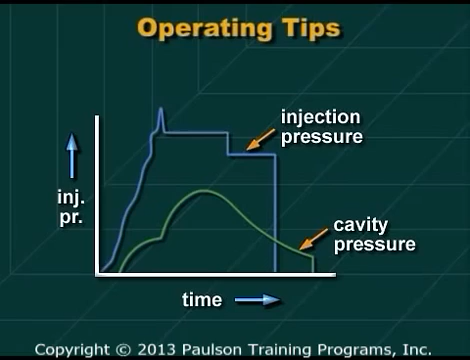 Operating Tips
injection
pressure
inj.
pr.
cavity
pressure
time
Copyright © 2013 Paulson Training Programs, Inc.